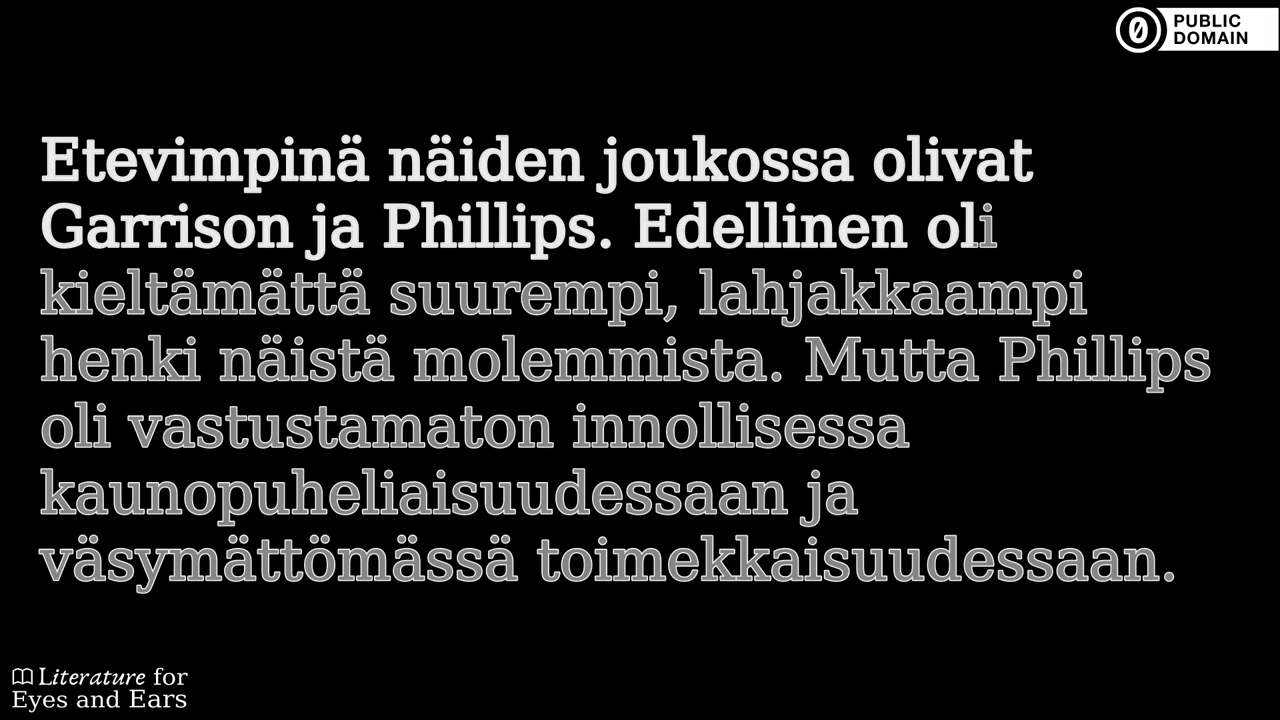 PUBLIC
DOMAIN
Etevimpinä näiden joukossa olivat
Garrison ja Phillips. Edellinen oli
kieltämättä suurempi, lahjakkaampi
henki näistä molemmista. Mutta Phillips
oli vastustamaton innollisessa
kaunopuheliaisuudessaan ja
väsymättömässä toimekkaisuudessaan.
Literature for
Eyes and Ears